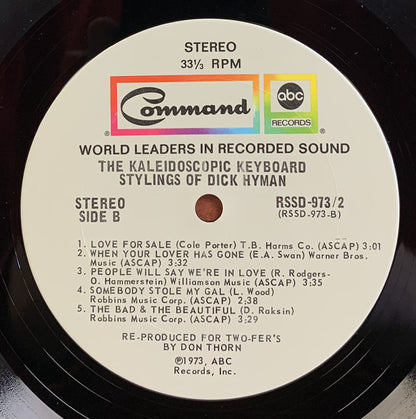 STEREO
33⅓ RPM
Command
abc
RECORDS
®
®
WORLD LEADERS IN RECORDED SOUND
THE KALEIDOSCOPIC KEYBOARD
STYLINGS OF DICK HYMAN
STEREO
SIDE B
RSSD-973/2
(RSSD-973-B)
1. LOVE FOR SALE (Cole Porter) T.B. Harms Co. (ASCAP) 3:01
2. WHEN YOUR LOVER HAS GONE (E.A. Swan) Warner Bros.
Music (ASCAP) 3:32
3. PEOPLE WILL SAY WE'RE IN LOVE (R. Rodgers-
O. Hammerstein) Williamson Music (ASCAP) 3:35
4. SOMEBODY STOLE MY GAL (L. Wood)
Robbins Music Corp. (ASCAP) 2:38
5. THE BAD & THE BEAUTIFUL (D. Raksin)
Robbins Music Corp. (ASCAP) 3:29
RE-PRODUCED FOR TWO-FER'S
BY DON THORN
℗1973, ABC
Records, Inc.